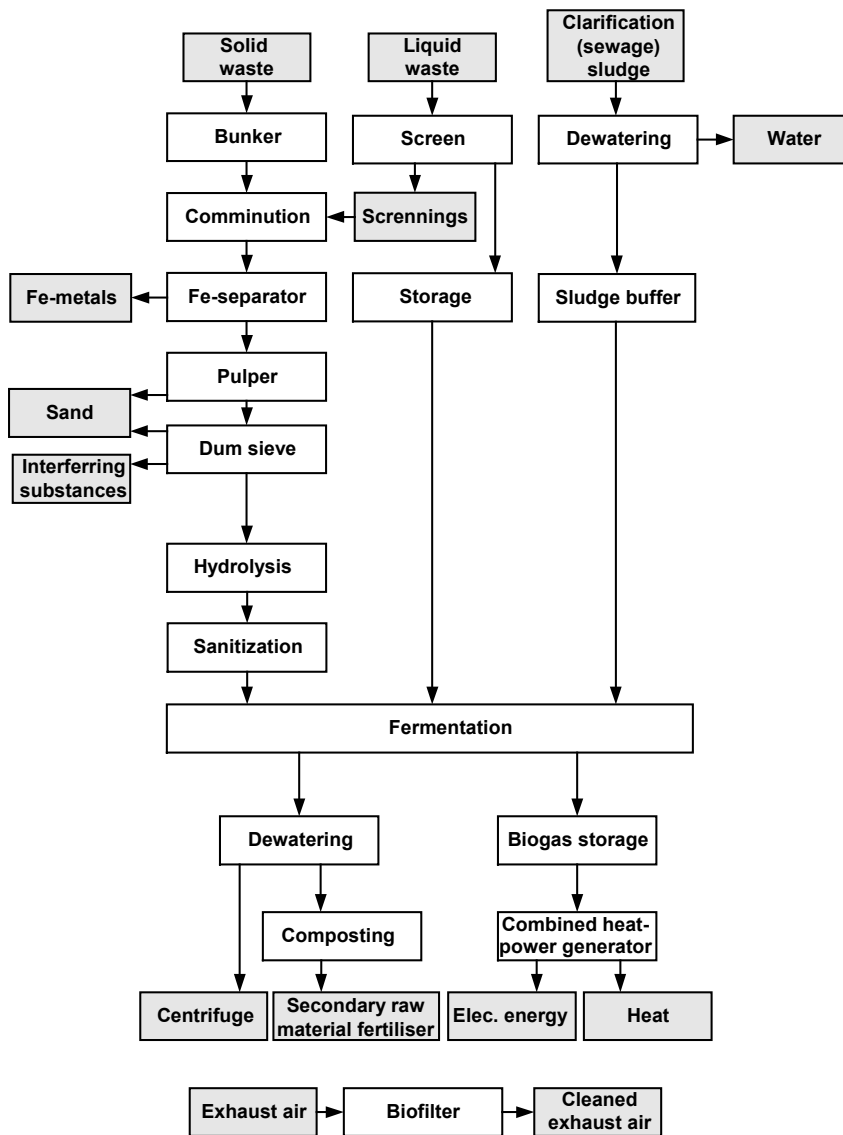 Solid
waste
Liquid
waste
Clarification
(sewage)
sludge
Bunker
Screen
Dewatering
Water
Comminution
Scrennings
Fe-metals
Fe-separator
Storage
Sludge buffer
Pulper
Sand
Dum sieve
Interferring
substances
Hydrolysis
Sanitization
Fermentation
Dewatering
Biogas storage
Composting
Combined heat-
power generator
Centrifuge
Secondary raw
material fertiliser
Elec. energy
Heat
Exhaust air
Biofilter
Cleaned
exhaust air